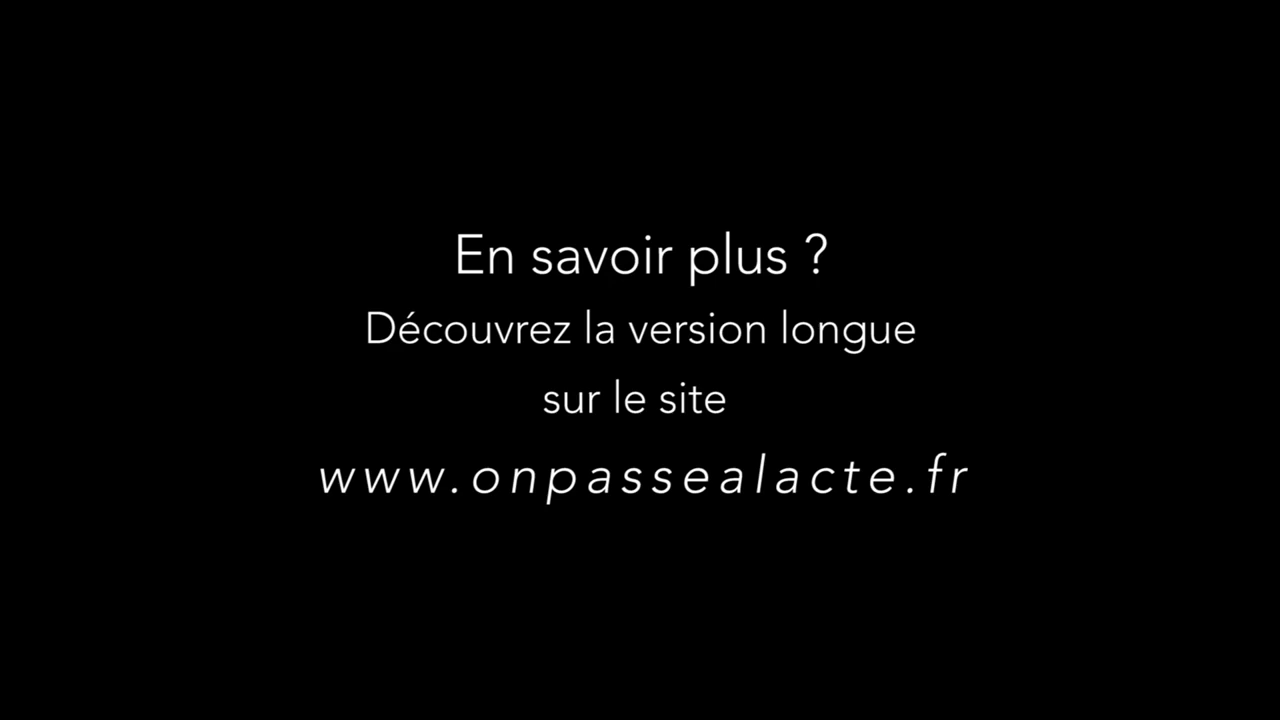 En savoir plus ?
Découvrez la version longue
sur le site
www.onpassealacte.fr